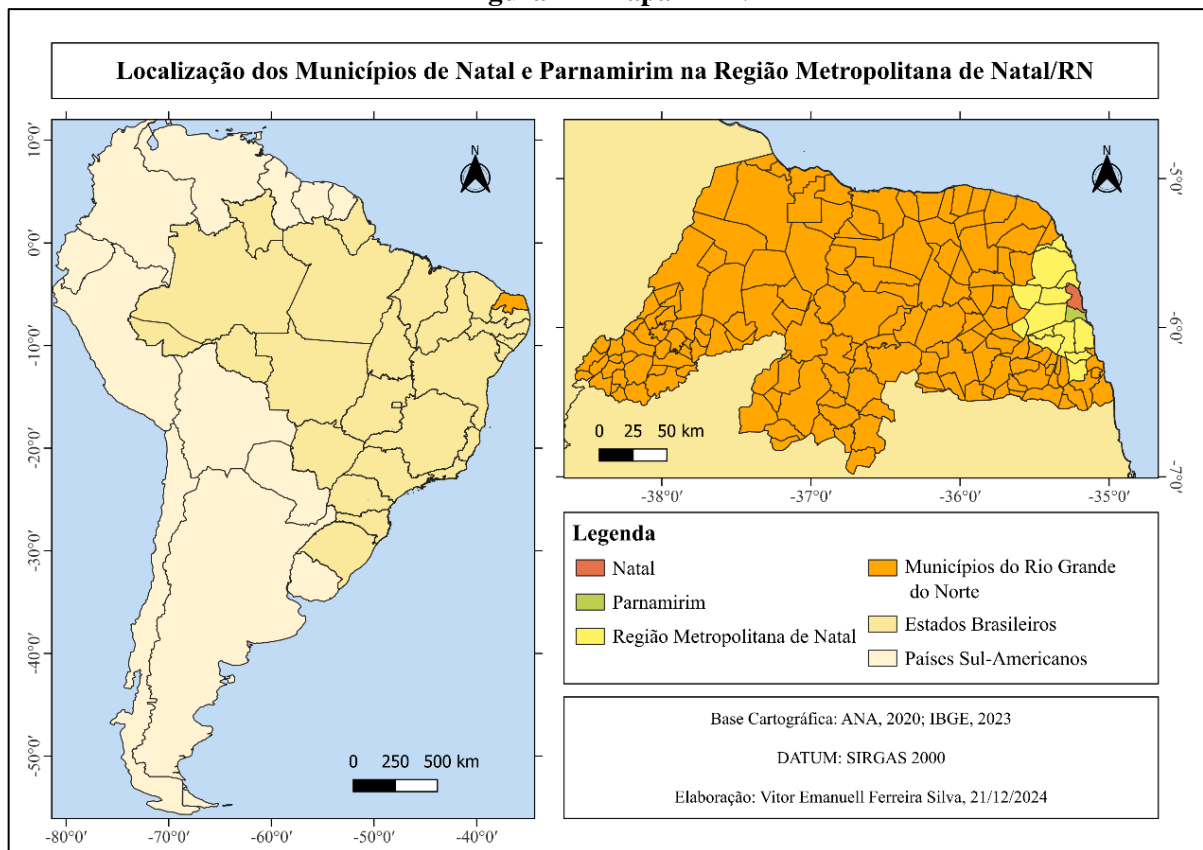 Localização dos Municípios de Natal e Parnamirim na Região Metropolitana de Natal/RN
N
10°0′
0°0′
-10°0′
-20°0′
-30°0′
-40°0′
-50°0′
-80°0′ -70°0′ -60°0′ -50°0′ -40°0′
0 250 500 km
N
-5°0′
-6°0′
-7°0′
-38°0′ -37°0′ -36°0′ -35°0′
0 25 50 km
Legenda
Natal
Parnamirim
Região Metropolitana de Natal
Municípios do Rio Grande
do Norte
Estados Brasileiros
Países Sul-Americanos
Base Cartográfica: ANA, 2020; IBGE, 2023
DATUM: SIRGAS 2000
Elaboração: Vitor Emanuell Ferreira Silva, 21/12/2024